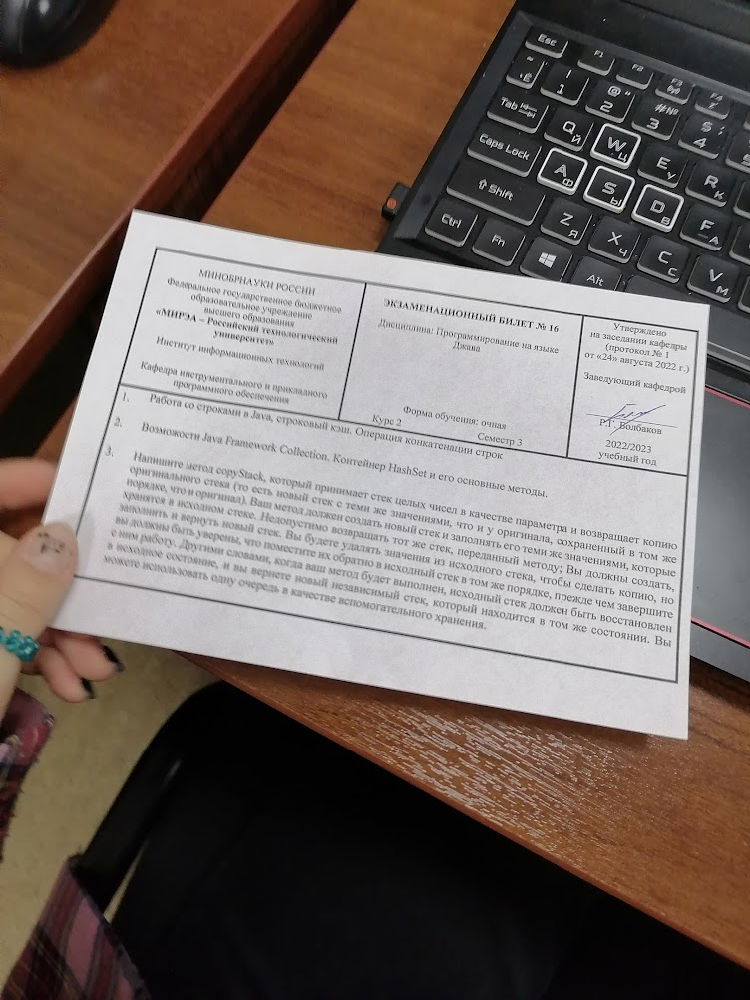 МИНОБРНАУКИ РОССИИ
Федеральное государственное бюджетное
образовательное учреждение
высшего образования
«МИРЭА – Российский технологический
университет»
Институт информационных технологий
Кафедра инструментального и прикладного
программного обеспечения
ЭКЗАМЕНАЦИОННЫЙ БИЛЕТ № 16
Дисциплина: Программирование на языке
Джава
Форма обучения: очная
Курс 2 Семестр 3
Утверждено
на заседании кафедры
(протокол № 1
от «24» августа 2022 г.)
Заведующий кафедрой
Р.Г. Болбаков
2022/2023
учебный год
1. Работа со строками в Java, строковый кэш. Операция конкатенации строк
2. Возможности Java Framework Collection. Контейнер HashSet и его основные методы.
3. Напишите метод copyStack, который принимает стек целых чисел в качестве параметра и возвращает копию
оригинального стека (то есть новый стек с теми же значениями, что и у оригинала, сохраненный в том же
порядке, что и оригинал). Ваш метод должен создать новый стек и заполнять его теми же значениями, которые
хранятся в исходном стеке. Недопустимо возвращать тот же стек, переданный методу; Вы должны создать,
заполнить и вернуть новый стек. Вы будете удалять значения из исходного стека, чтобы сделать копию, но
вы должны быть уверены, что поместите их обратно в исходный стек в том же порядке, прежде чем завершите
с ним работу. Другими словами, когда ваш метод будет выполнен, исходный стек должен быть восстановлен
в исходное состояние, и вы вернете новый независимый стек, который находится в том же состоянии. Вы
можете использовать одну очередь в качестве вспомогательного хранения.
Esc F1 F2 F3 F4
~ Ё ! 1 @ " 2 # № 3 $ ; 4
Tab Q Й W Ц E У R К
Caps Lock A Ф S Ы D В F А
Shift Z Я X Ч C С V М
Ctrl Fn Alt